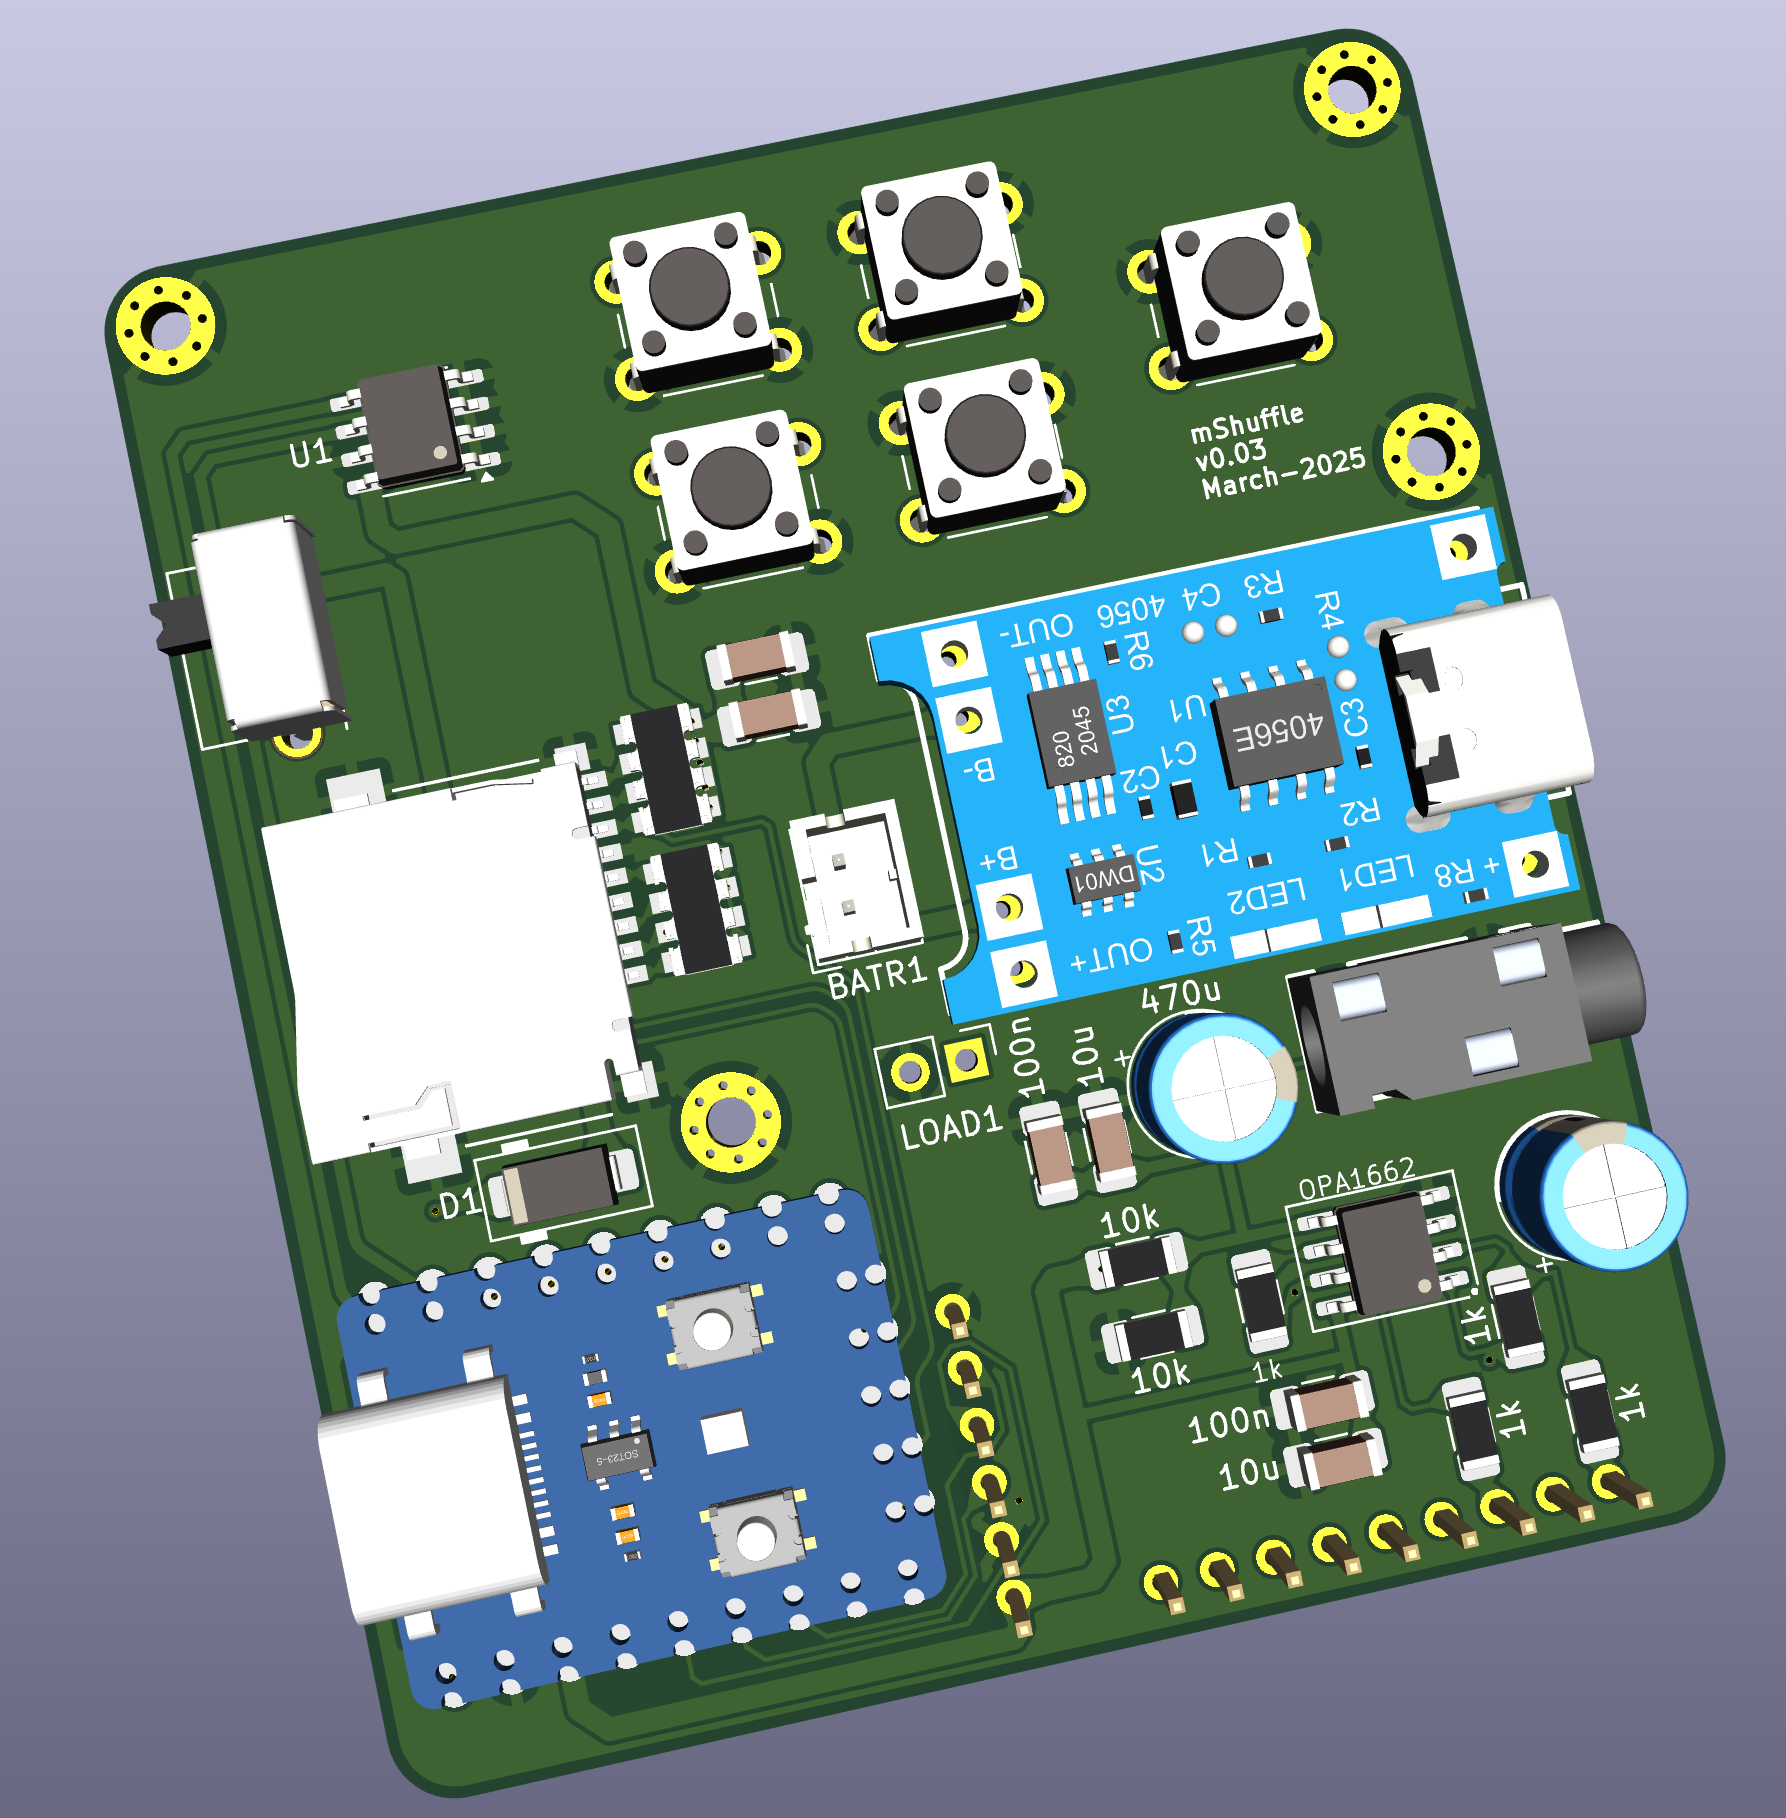 U1
mShuffle
v0.03
March-2025
OUT-
4056
C4
R3
R4
R6
B-
820
2045
U3
U1
4056E
C3
C1
C2
R2
B+
DW01
U2
R1
LED2
LED1
R8
+
OUT+
R5
BATR1
470u
+
100n
10u
LOAD1
D1
OPA1662
10k
10k
1k
1k
+
100n
10u
1k
1k
SOT23-5